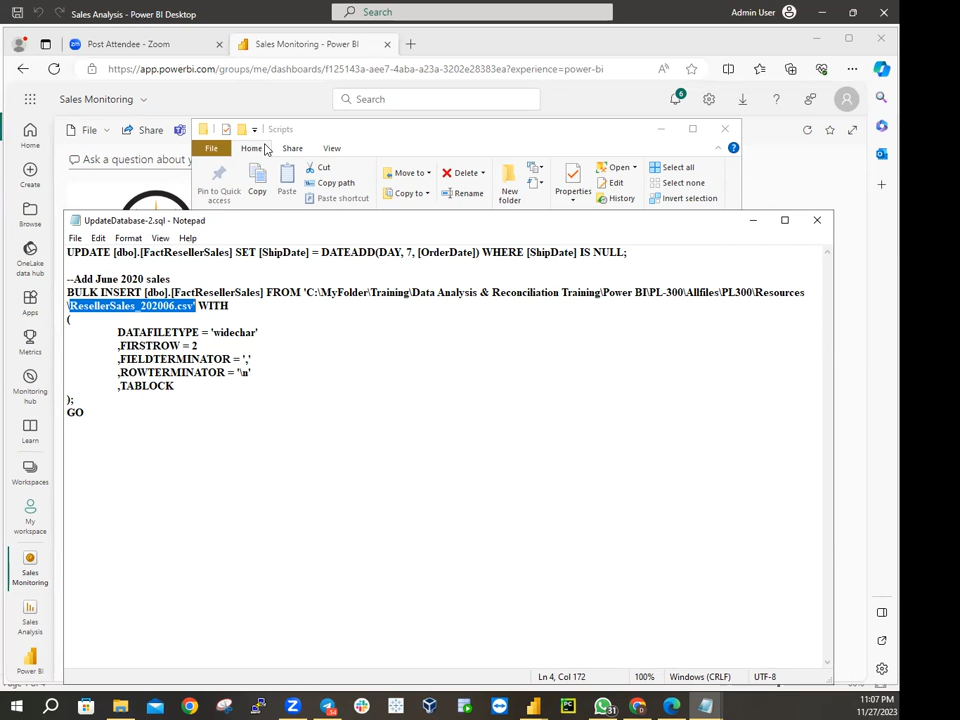 Sales Analysis - Power BI Desktop
Search
Admin User
Post Attendee - Zoom
Sales Monitoring - Power BI
https://app.powerbi.com/groups/me/dashboards/f125143a-aee7-4aba-a23a-3202e28383ea?experience=power-bi
Sales Monitoring
Search
6
Home
File
Share
Scripts
Ask a question about y
File
Home
Share
View
Create
Pin to Quick access
Copy
Paste
Cut
Copy path
Paste shortcut
Move to
Copy to
Delete
Rename
New folder
Properties
Open
Edit
History
Select all
Select none
Invert selection
Browse
UpdateDatabase-2.sql - Notepad
File
Edit
Format
View
Help
UPDATE [dbo].[FactResellerSales] SET [ShipDate] = DATEADD(DAY, 7, [OrderDate]) WHERE [ShipDate] IS NULL;
--Add June 2020 sales
BULK INSERT [dbo].[FactResellerSales] FROM 'C:\MyFolder\Training\Data Analysis & Reconciliation Training\Power BI\PL-300\Allfiles\PL300\Resources
\ResellerSales_202006.csv' WITH
(
DATAFILETYPE = 'widechar'
,FIRSTROW = 2
,FIELDTERMINATOR = ','
,ROWTERMINATOR = '\n'
,TABLOCK
);
GO
OneLake data hub
Apps
Metrics
Monitoring hub
Learn
Workspaces
My workspace
Sales Monitoring
Sales Analysis
Power BI
Ln 4, Col 172
100%
Windows (CRLF)
UTF-8
31
11:07 PM
11/27/2023